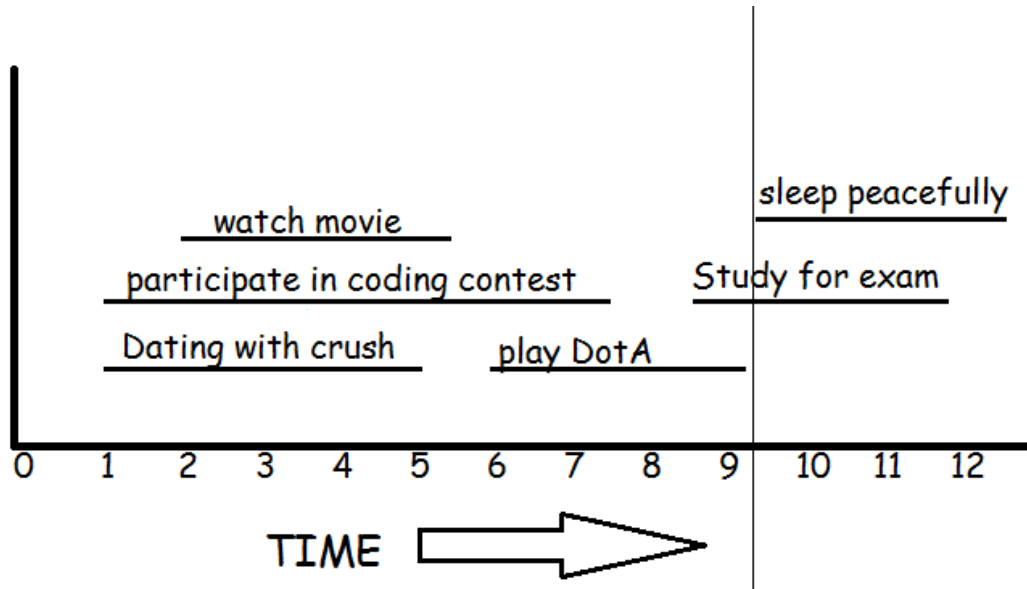 sleep peacefully
watch movie
participate in coding contest
Study for exam
Dating with crush
play DotA
0 1 2 3 4 5 6 7 8 9 10 11 12
TIME